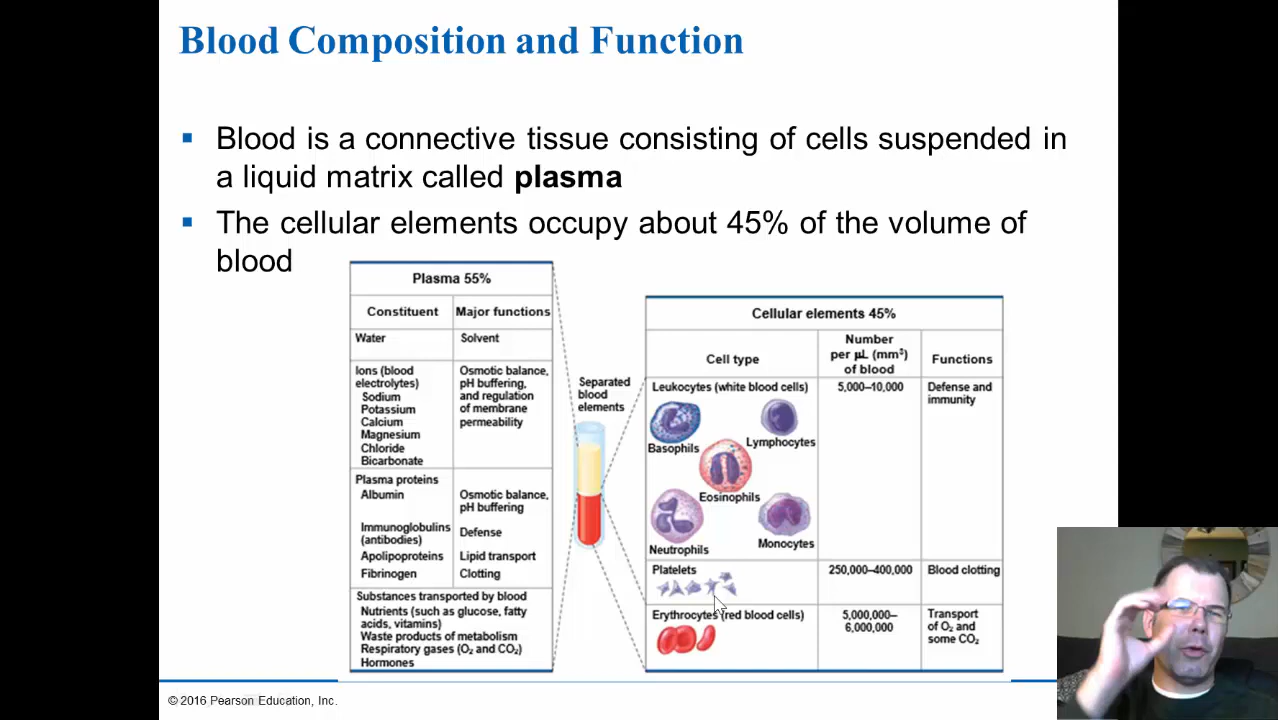 Blood Composition and Function
▪ Blood is a connective tissue consisting of cells suspended in
a liquid matrix called plasma
▪ The cellular elements occupy about 45% of the volume of
blood
Plasma 55%
Constituent Major functions
Water Solvent
Ions (blood
electrolytes)
Sodium
Potassium
Calcium
Magnesium
Chloride
Bicarbonate
Osmotic balance,
pH buffering,
and regulation
of membrane
permeability
Plasma proteins
Albumin
Osmotic balance,
pH buffering
Immunoglobulins
(antibodies)
Defense
Apolipoproteins Lipid transport
Fibrinogen Clotting
Substances transported by blood
Nutrients (such as glucose, fatty
acids, vitamins)
Waste products of metabolism
Respiratory gases (O₂ and CO₂)
Hormones
Separated
blood
elements
Cellular elements 45%
Cell type
Number
per µL (mm³)
of blood
Functions
Leukocytes (white blood cells)
5,000–10,000
Defense and
immunity
Basophils
Lymphocytes
Eosinophils
Neutrophils
Monocytes
Platelets
250,000–400,000
Blood clotting
Erythrocytes (red blood cells)
5,000,000–
6,000,000
Transport
of O₂ and
some CO₂
© 2016 Pearson Education, Inc.